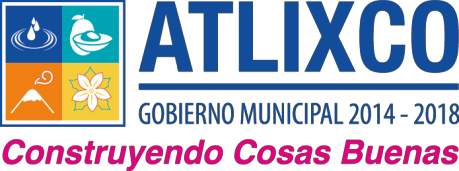 ATLIXCO
GOBIERNO MUNICIPAL 2014 - 2018
Construyendo Cosas Buenas